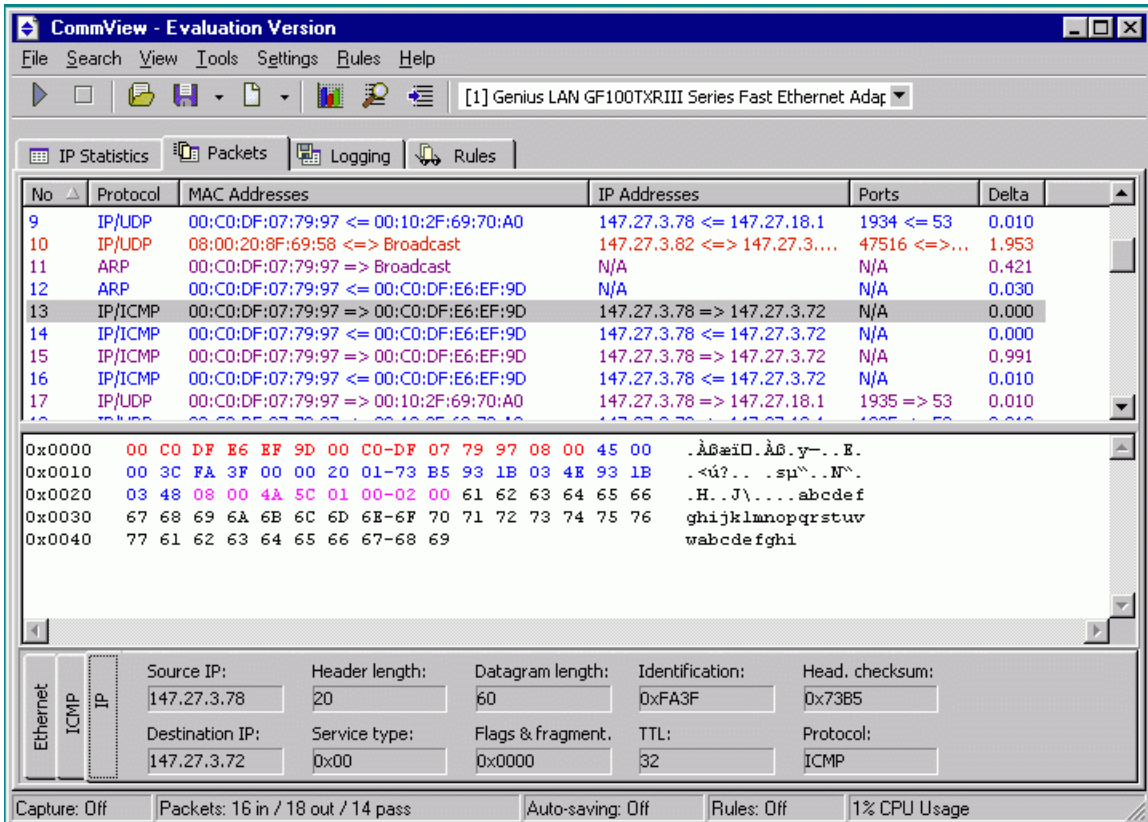 CommView - Evaluation Version
File Search View Tools Settings Rules Help
[1] Genius LAN GF100TXRIII Series Fast Ethernet Adap
IP Statistics Packets Logging Rules
No Protocol MAC Addresses IP Addresses Ports Delta
9 IP/UDP 00:C0:DF:07:79:97 <= 00:10:2F:69:70:A0 147.27.3.78 <= 147.27.18.1 1934 <= 53 0.010
10 IP/UDP 08:00:20:8F:69:58 <=> Broadcast 147.27.3.82 <=> 147.27.3.... 47516 <=>... 1.953
11 ARP 00:C0:DF:07:79:97 => Broadcast N/A N/A 0.421
12 ARP 00:C0:DF:07:79:97 <= 00:C0:DF:E6:EF:9D N/A N/A 0.030
13 IP/ICMP 00:C0:DF:07:79:97 => 00:C0:DF:E6:EF:9D 147.27.3.78 => 147.27.3.72 N/A 0.000
14 IP/ICMP 00:C0:DF:07:79:97 <= 00:C0:DF:E6:EF:9D 147.27.3.78 <= 147.27.3.72 N/A 0.000
15 IP/ICMP 00:C0:DF:07:79:97 => 00:C0:DF:E6:EF:9D 147.27.3.78 => 147.27.3.72 N/A 0.991
16 IP/ICMP 00:C0:DF:07:79:97 <= 00:C0:DF:E6:EF:9D 147.27.3.78 <= 147.27.3.72 N/A 0.010
17 IP/UDP 00:C0:DF:07:79:97 => 00:10:2F:69:70:A0 147.27.3.78 => 147.27.18.1 1935 => 53 0.010
0x0000 00 C0 DF E6 EF 9D 00 C0-DF 07 79 97 08 00 45 00 .Àßæï□.Àß.y—..E.
0x0010 00 3C FA 3F 00 00 20 01-73 B5 93 1B 03 4E 93 1B .<ú?.. .sµ“..N“.
0x0020 03 48 08 00 4A 5C 01 00-02 00 61 62 63 64 65 66 .H..J\....abcdef
0x0030 67 68 69 6A 6B 6C 6D 6E-6F 70 71 72 73 74 75 76 ghijklmnopqrstuv
0x0040 77 61 62 63 64 65 66 67-68 69 wabcdefghi
Ethernet
ICMP
IP
Source IP: Header length: Datagram length: Identification: Head. checksum:
147.27.3.78 20 60 0xFA3F 0x73B5
Destination IP: Service type: Flags & fragment. TTL: Protocol:
147.27.3.72 0x00 0x0000 32 ICMP
Capture: Off Packets: 16 in / 18 out / 14 pass Auto-saving: Off Rules: Off 1% CPU Usage